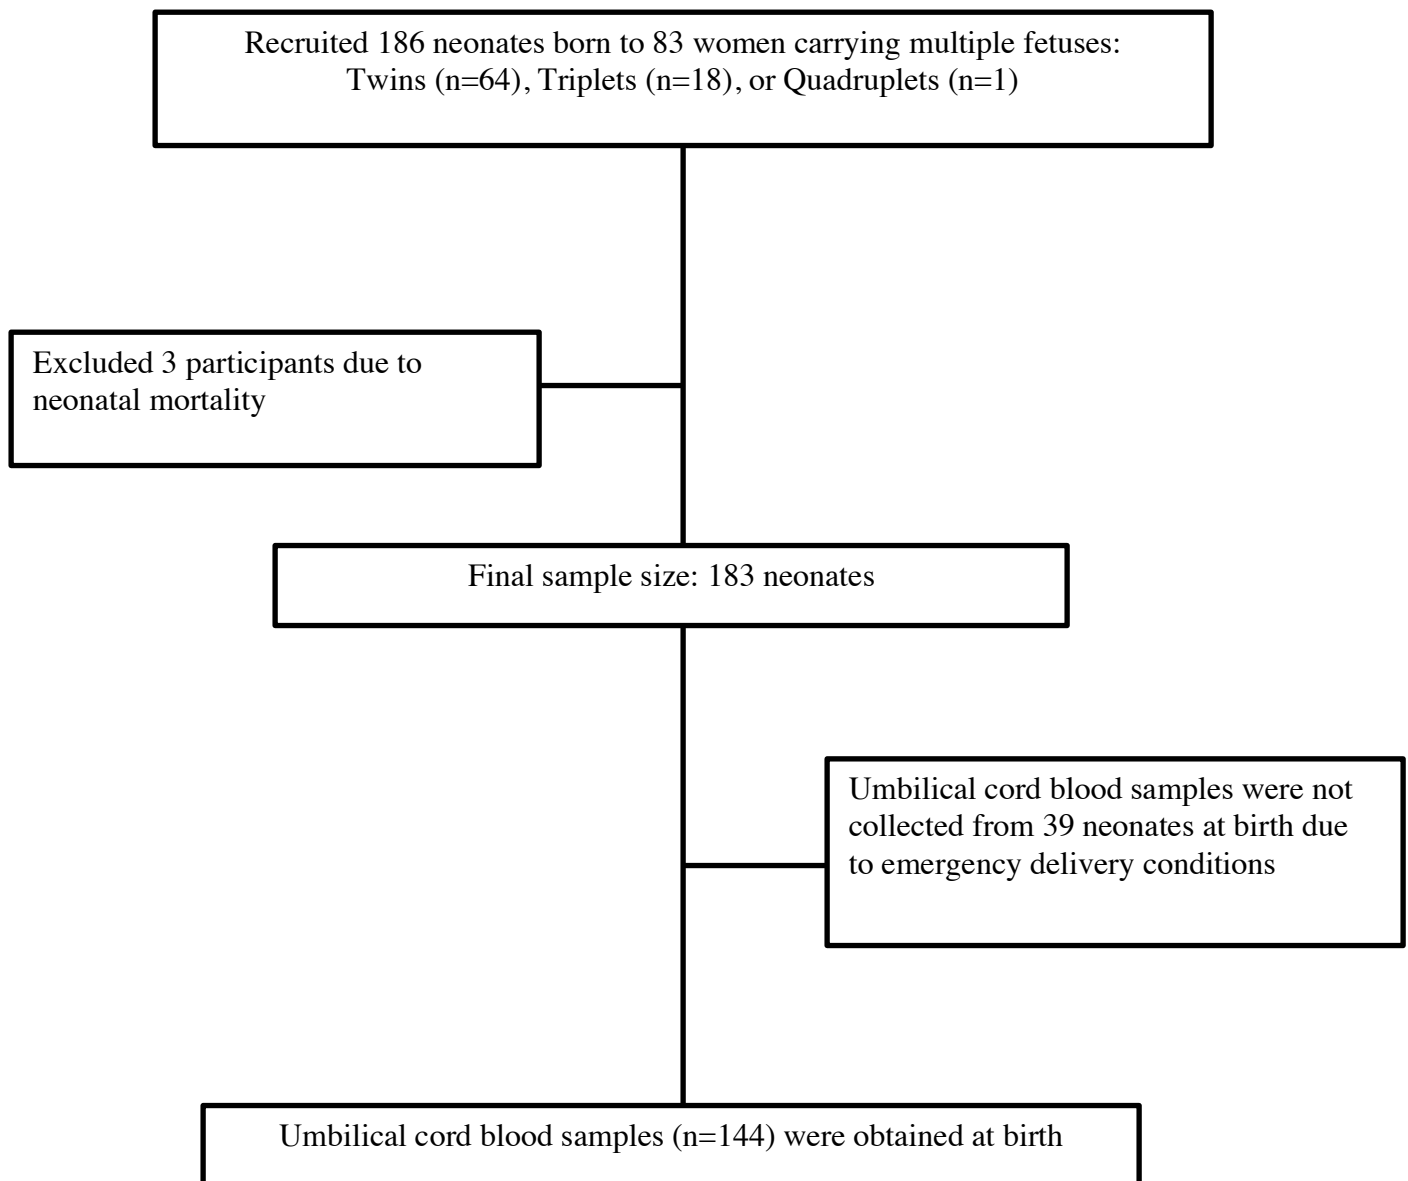 Recruited 186 neonates born to 83 women carrying multiple fetuses:
Twins (n=64), Triplets (n=18), or Quadruplets (n=1)
Excluded 3 participants due to
neonatal mortality
Final sample size: 183 neonates
Umbilical cord blood samples were not
collected from 39 neonates at birth due
to emergency delivery conditions
Umbilical cord blood samples (n=144) were obtained at birth